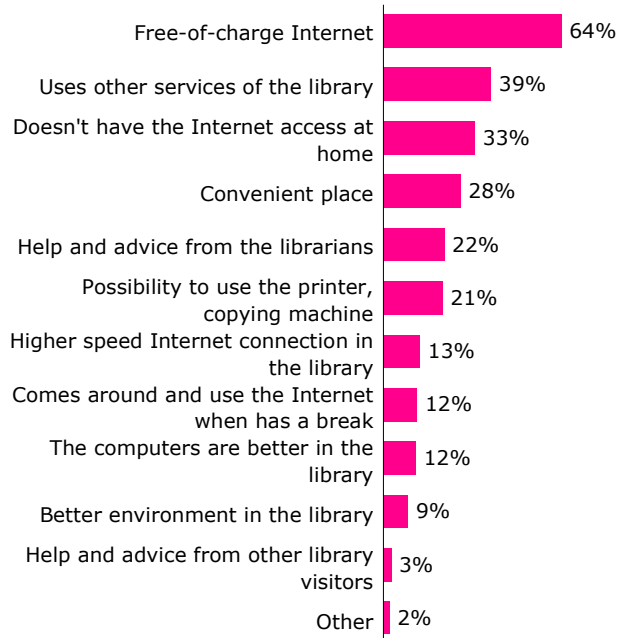 Free-of-charge Internet 64%
Uses other services of the library 39%
Doesn't have the Internet access at
home 33%
Convenient place 28%
Help and advice from the librarians 22%
Possibility to use the printer,
copying machine 21%
Higher speed Internet connection in
the library 13%
Comes around and use the Internet
when has a break 12%
The computers are better in the
library 12%
Better environment in the library 9%
Help and advice from other library
visitors 3%
Other 2%